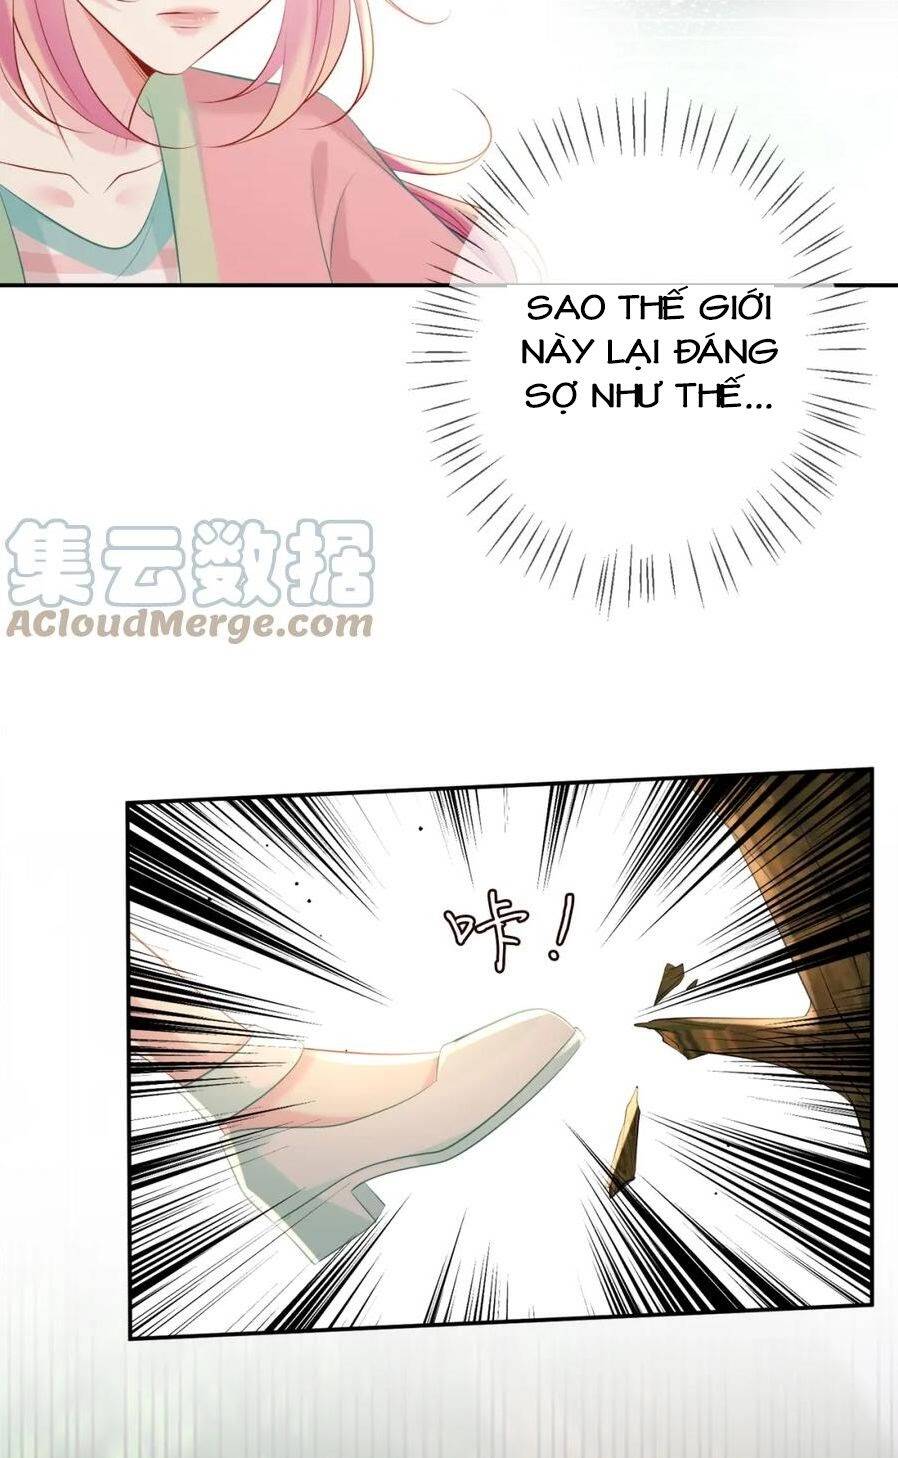 SAO THẾ GIỚI
NÀY LẠI ĐÁNG
SỢ NHƯ THẾ...
集云数据
ACloudMerge.com
咔!